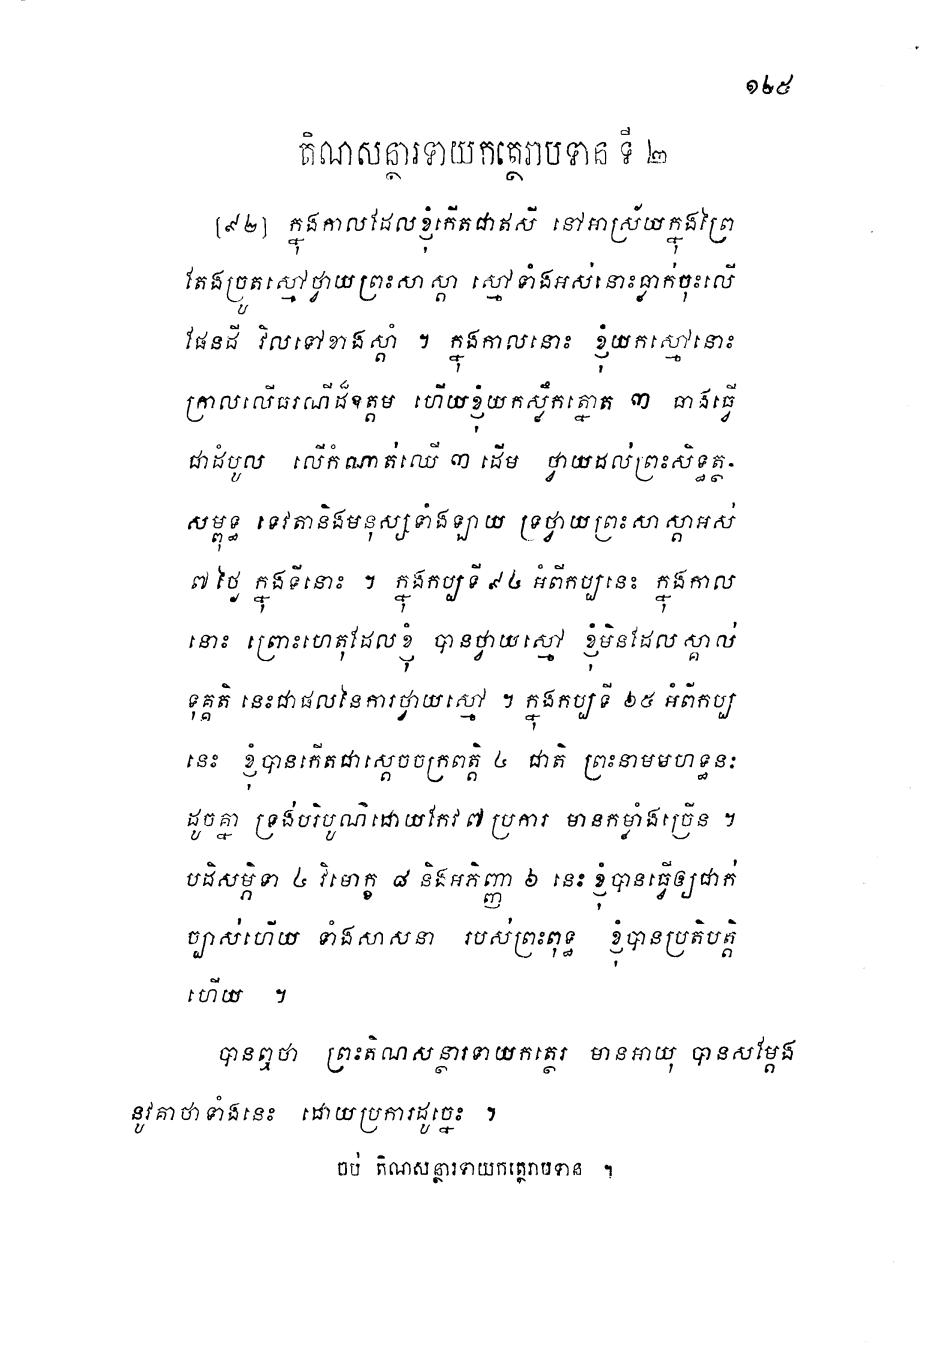 ១២៥
តិណសន្ថារទាយកត្ថេរាបទាន ទី ២
[៩២] ក្នុងកាលដែលខ្ញុំកើតជាឥសី នៅអាស្រ័យក្នុងព្រៃ
តែងច្រូតស្មៅថ្វាយព្រះសាស្តា ស្មៅទាំងអស់នោះធ្លាក់ចុះលើ
ផែនដី វិលទៅខាងស្តាំ ។ ក្នុងកាលនោះ ខ្ញុំយកស្មៅនោះ
ក្រាលលើធរណីដ៏ឧត្តម ហើយខ្ញុំយកស្លឹកត្នោត ៣ ធាងធ្វើ
ជាដំបូល លើកំណាត់ឈើ ៣ ដើម ថ្វាយដល់ព្រះសិទ្ធត្ថ-
សម្ពុទ្ធ ទេវតានិងមនុស្សទាំងឡាយ ទ្រថ្វាយព្រះសាស្តាអស់
៧ ថ្ងៃ ក្នុងទីនោះ ។ ក្នុងកប្បទី ៩៤ អំពីកប្បនេះ ក្នុងកាល
នោះ ព្រោះហេតុដែលខ្ញុំ បានថ្វាយស្មៅ ខ្ញុំមិនដែលស្គាល់
ទុគ្គតិ នេះជាផលនៃការថ្វាយស្មៅ ។ ក្នុងកប្បទី ៦៥ អំពីកប្ប
នេះ ខ្ញុំបានកើតជាស្តេចចក្រពត្តិ ៤ ជាតិ ព្រះនាមមហទ្ធនៈ
ដូចគ្នា ទ្រង់បរិបូណ៌ដោយកែវ ៧ ប្រការ មានកម្លាំងច្រើន ។
បដិសម្ភិទា ៤ វិមោក្ខ ៨ និងអភិញ្ញា ៦ នេះ ខ្ញុំបានធ្វើឲ្យជាក់
ច្បាស់ហើយ ទាំងសាសនា របស់ព្រះពុទ្ធ ខ្ញុំបានប្រតិបត្តិ
ហើយ ។
បានឮថា ព្រះតិណសន្ថារទាយកត្ថេរ មានអាយុ បានសម្តែង
នូវគាថាទាំងនេះ ដោយប្រការដូច្នេះ ។
ចប់ តិណសន្ថារទាយកត្ថេរាបទាន ។